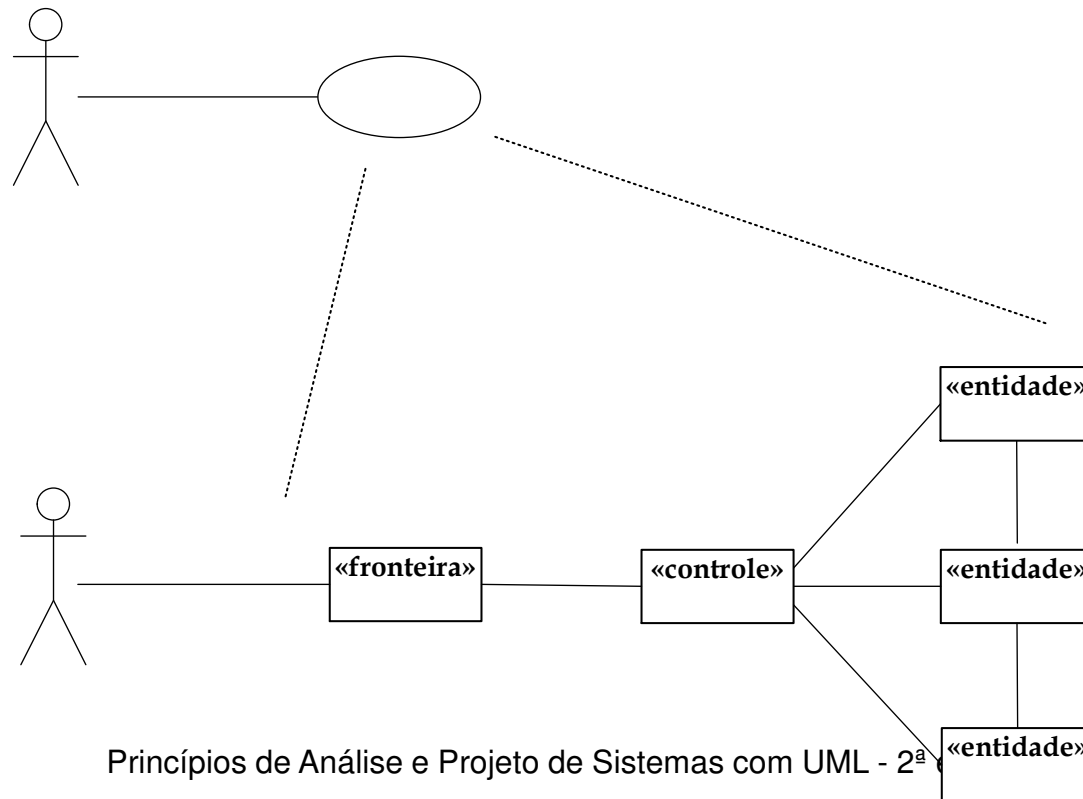 «entidade»
«fronteira»
«controle»
«entidade»
Princípios de Análise e Projeto de Sistemas com UML - 2ª
«entidade»